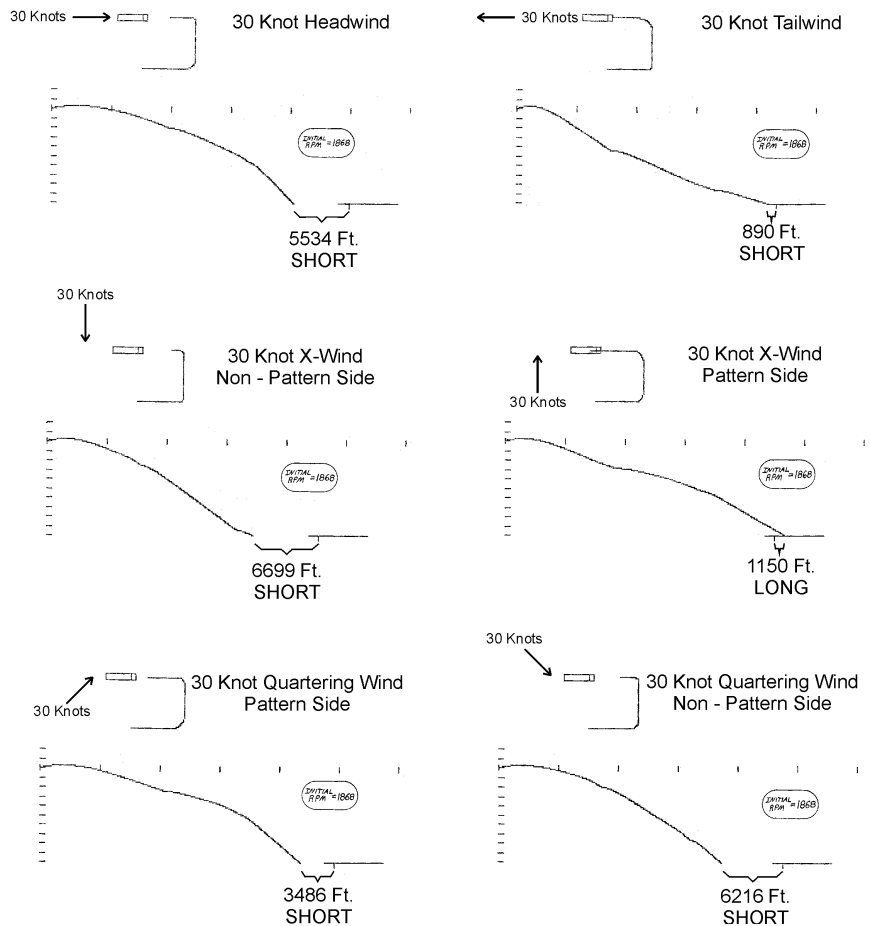 30 Knots
30 Knot Headwind
INITIAL
RPM = 1868
5534 Ft.
SHORT
30 Knots
30 Knot Tailwind
INITIAL
RPM = 1868
890 Ft.
SHORT
30 Knots
30 Knot X-Wind
Non - Pattern Side
INITIAL
RPM = 1868
6699 Ft.
SHORT
30 Knots
30 Knot X-Wind
Pattern Side
INITIAL
RPM = 1868
1150 Ft.
LONG
30 Knots
30 Knot Quartering Wind
Pattern Side
INITIAL
RPM = 1868
3486 Ft.
SHORT
30 Knots
30 Knot Quartering Wind
Non - Pattern Side
INITIAL
RPM = 1868
6216 Ft.
SHORT